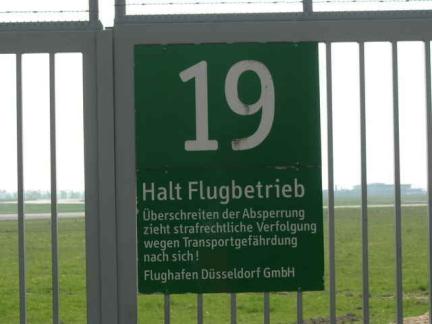 19
Halt Flugbetrieb
Überschreiten der Absperrung
zieht strafrechtliche Verfolgung
wegen Transportgefährdung
nach sich!
Flughafen Düsseldorf GmbH